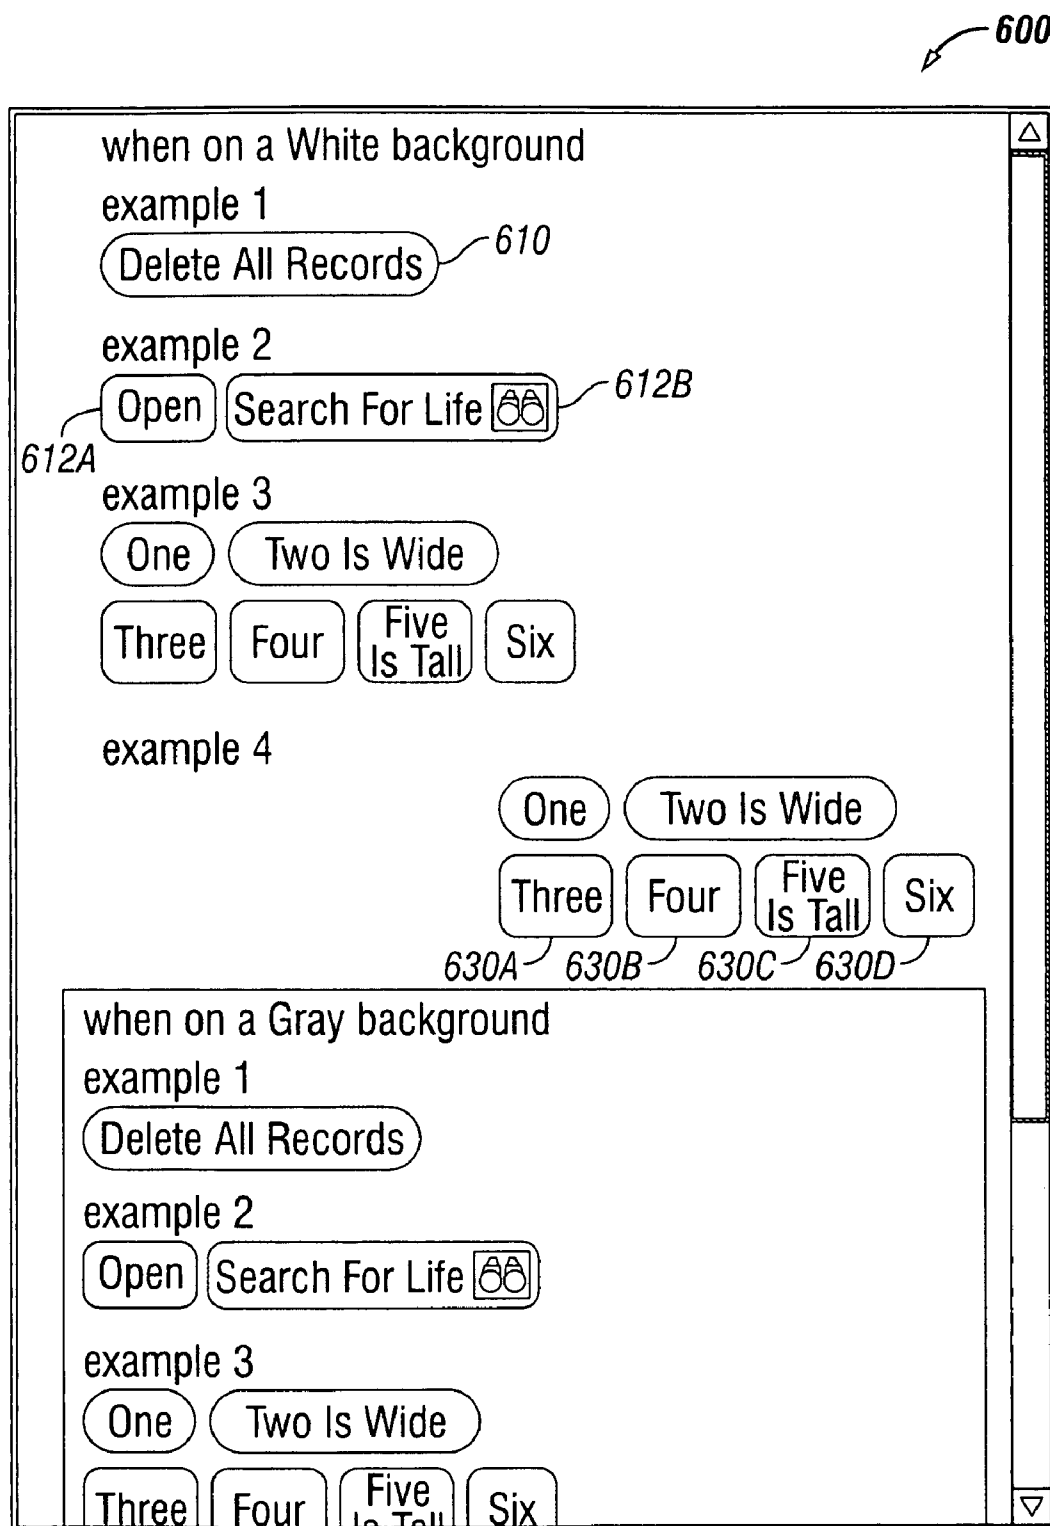 600
when on a White background
example 1
Delete All Records 610
example 2
Open Search For Life 612B
612A
example 3
One Two Is Wide
Three Four Five Is Tall Six
example 4
One Two Is Wide
Three Four Five Is Tall Six
630A 630B 630C 630D
when on a Gray background
example 1
Delete All Records
example 2
Open Search For Life
example 3
One Two Is Wide
Three Four Five Is Tall Six